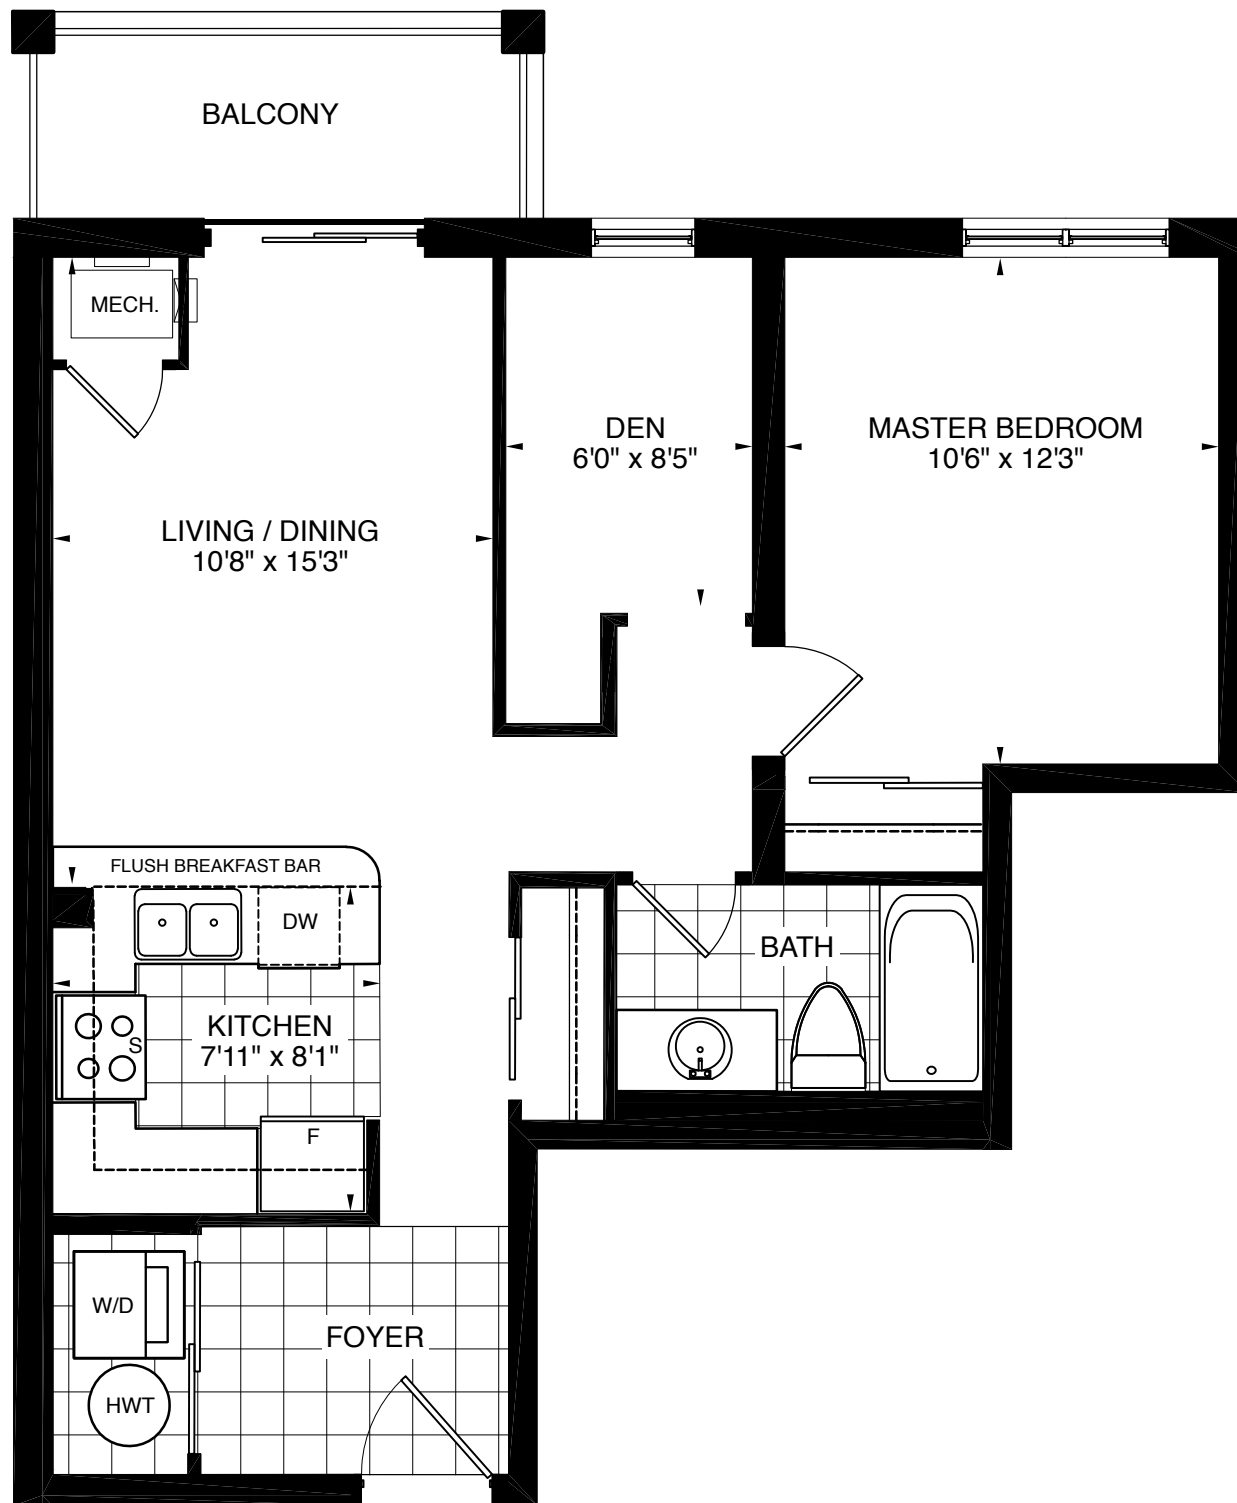 BALCONY
MECH.
DEN
6'0" x 8'5"
MASTER BEDROOM
10'6" x 12'3"
LIVING / DINING
10'8" x 15'3"
FLUSH BREAKFAST BAR
DW
BATH
KITCHEN
7'11" x 8'1"
S
F
W/D
FOYER
HWT